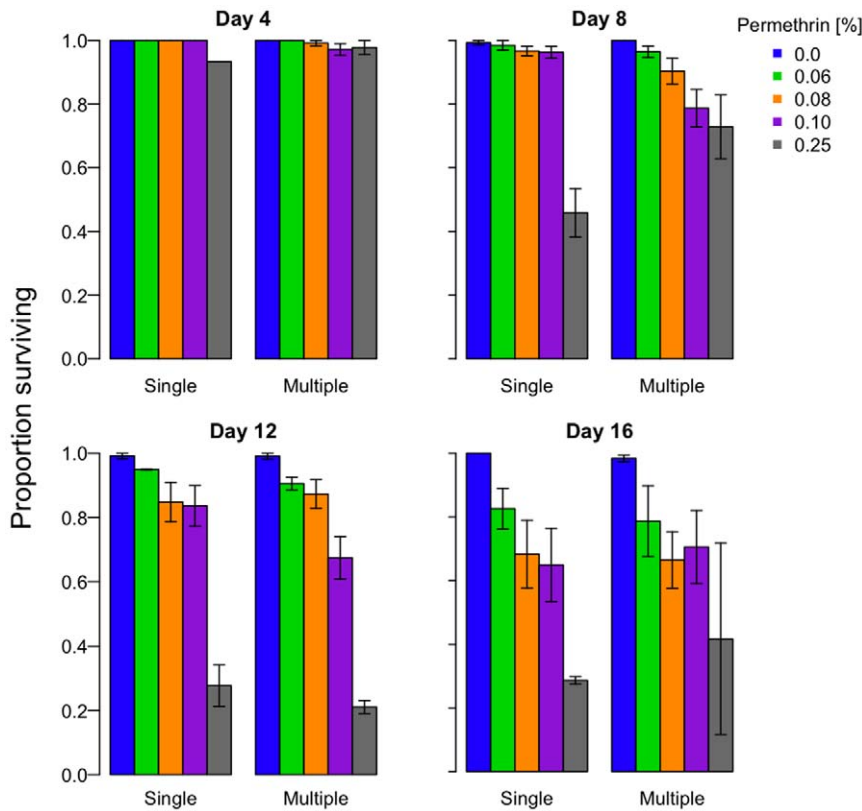 Day 4
Day 8
Permethrin [%]
0.0
0.06
0.08
0.10
0.25
Proportion surviving
1.0
0.8
0.6
0.4
0.2
0.0
Single
Multiple
Single
Multiple
Day 12
Day 16
1.0
0.8
0.6
0.4
0.2
0.0
Single
Multiple
Single
Multiple